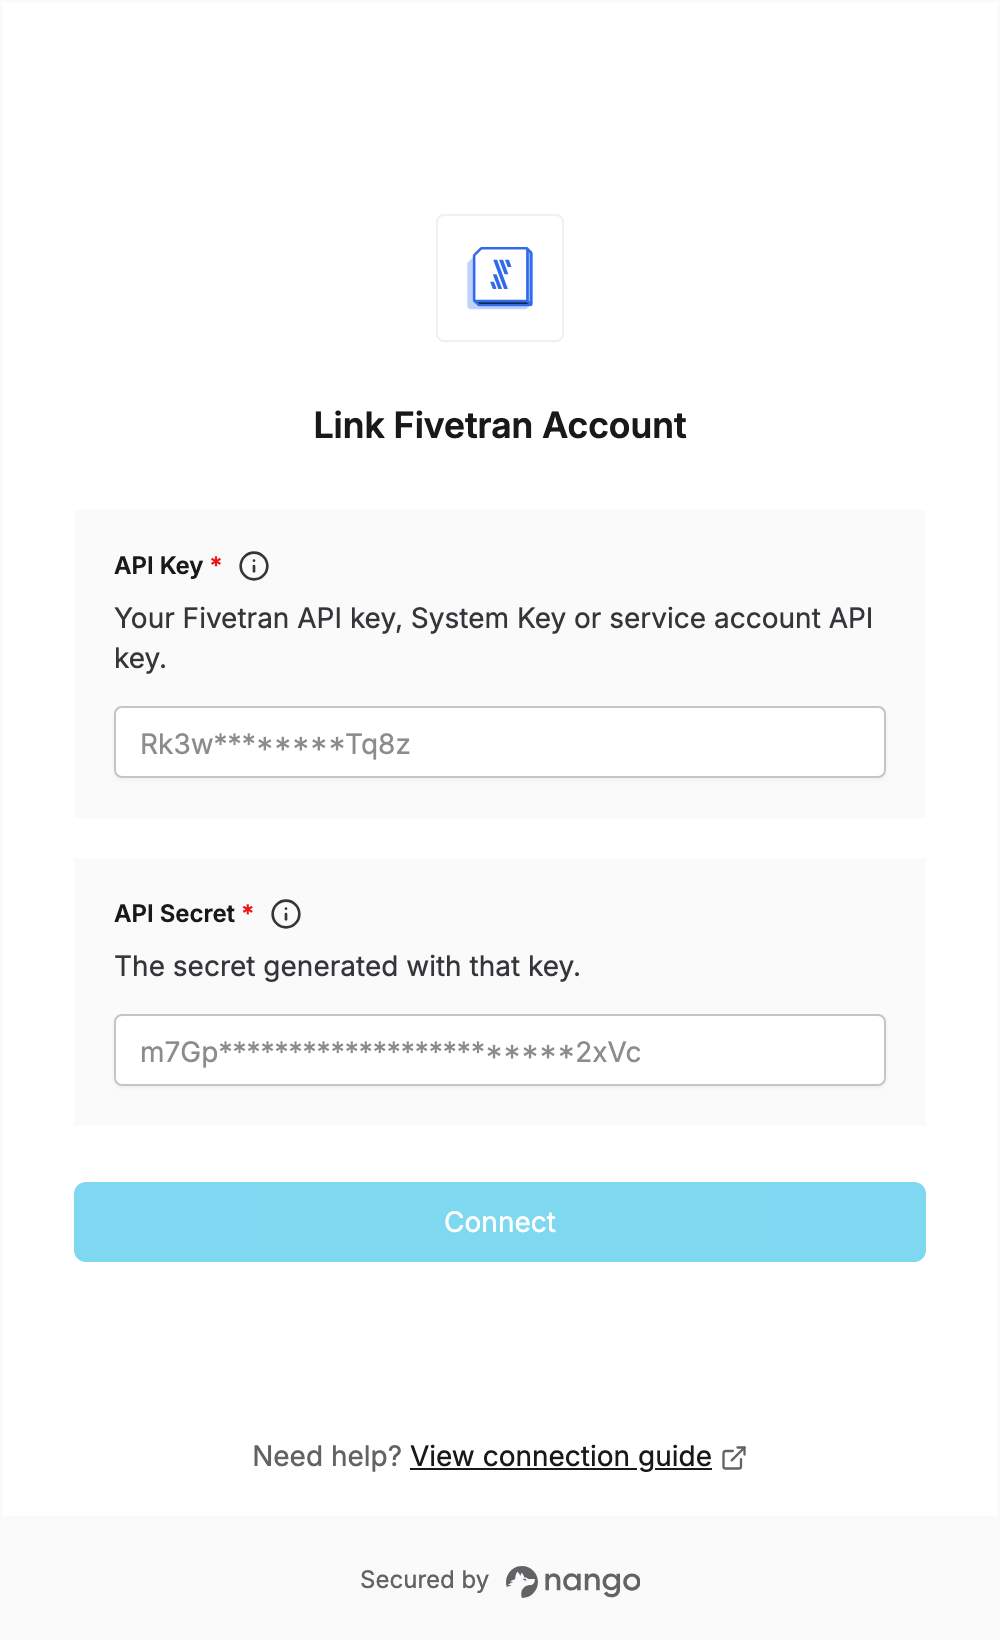 Link Fivetran Account
API Key *
Your Fivetran API key, System Key or service account API
key.
Rk3w********Tq8z
API Secret *
The secret generated with that key.
m7Gp*************************2xVc
Connect
Need help? View connection guide
Secured by nango